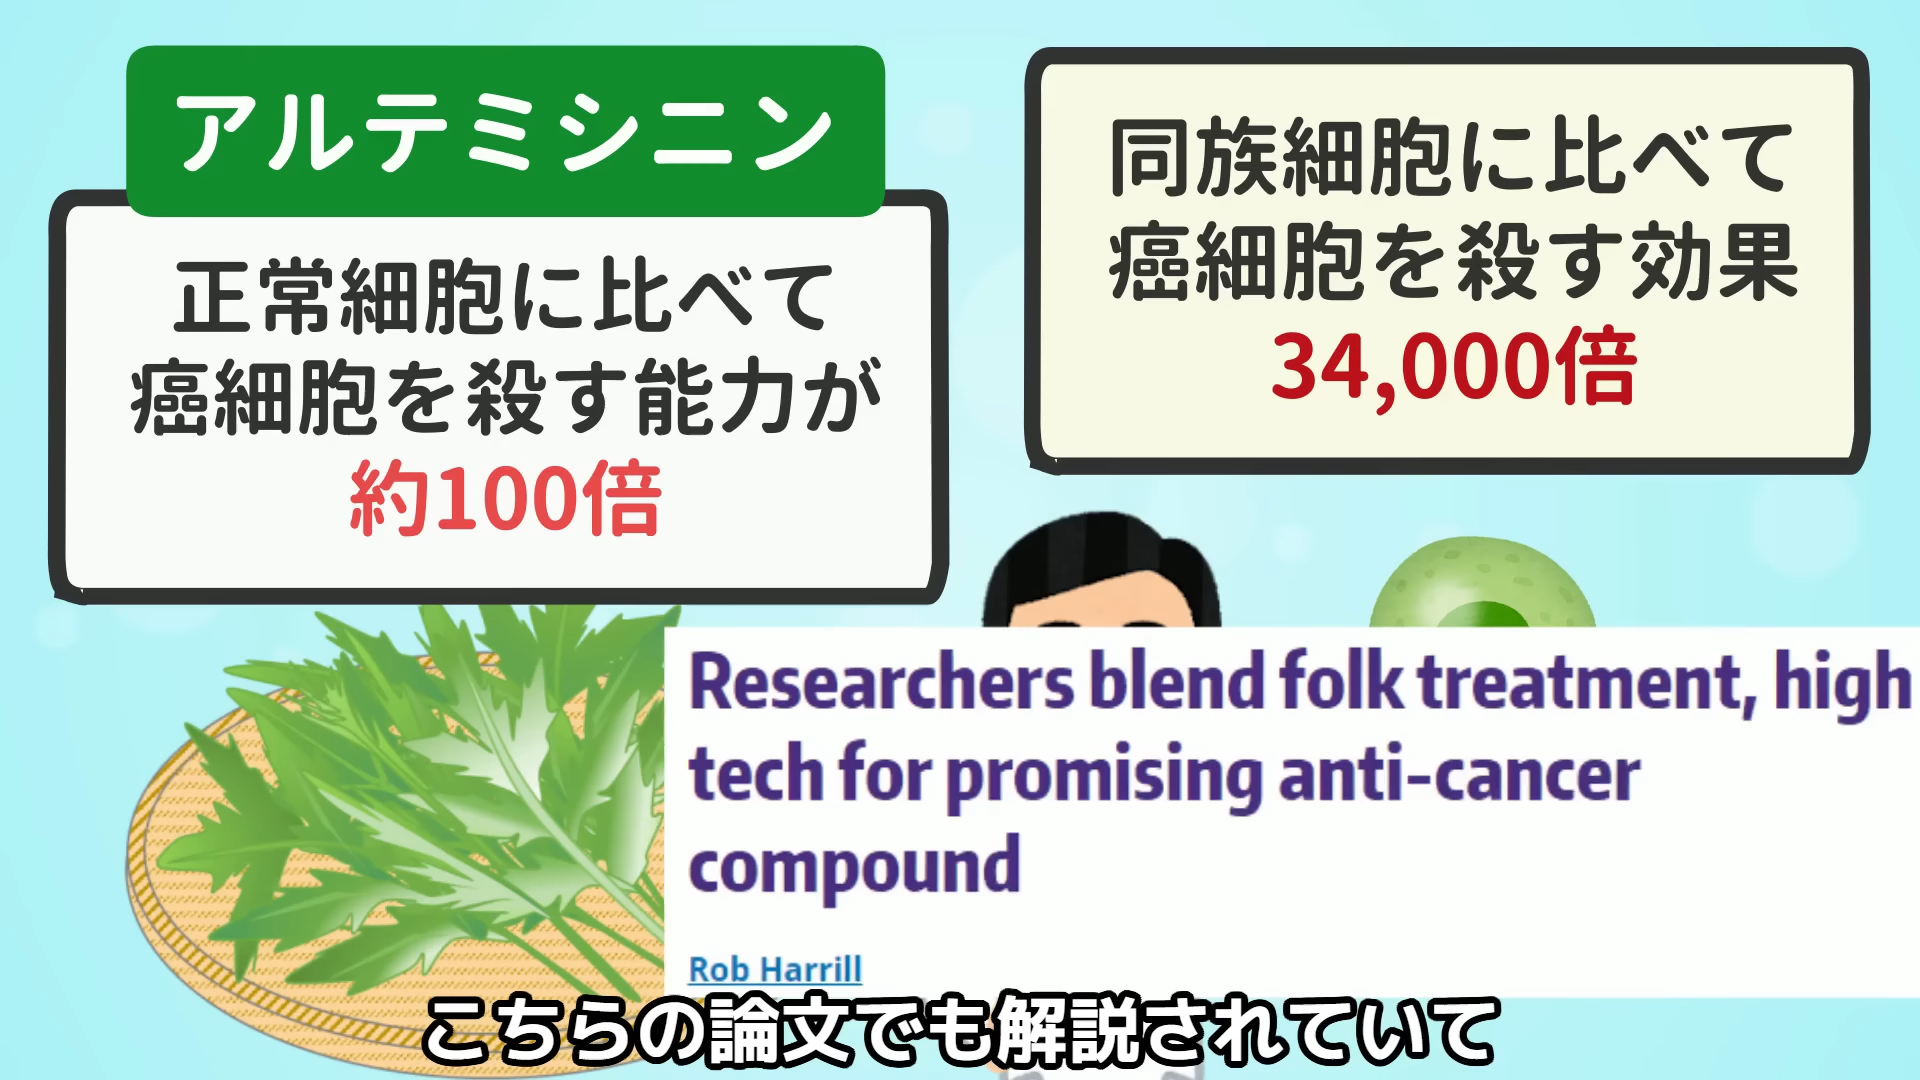 アルテミシニン
正常細胞に比べて
癌細胞を殺す能力が
約100倍
同族細胞に比べて
癌細胞を殺す効果
34,000倍
Researchers blend folk treatment, high
tech for promising anti-cancer
compound
Rob Harrill
こちらの論文でも解説されていて